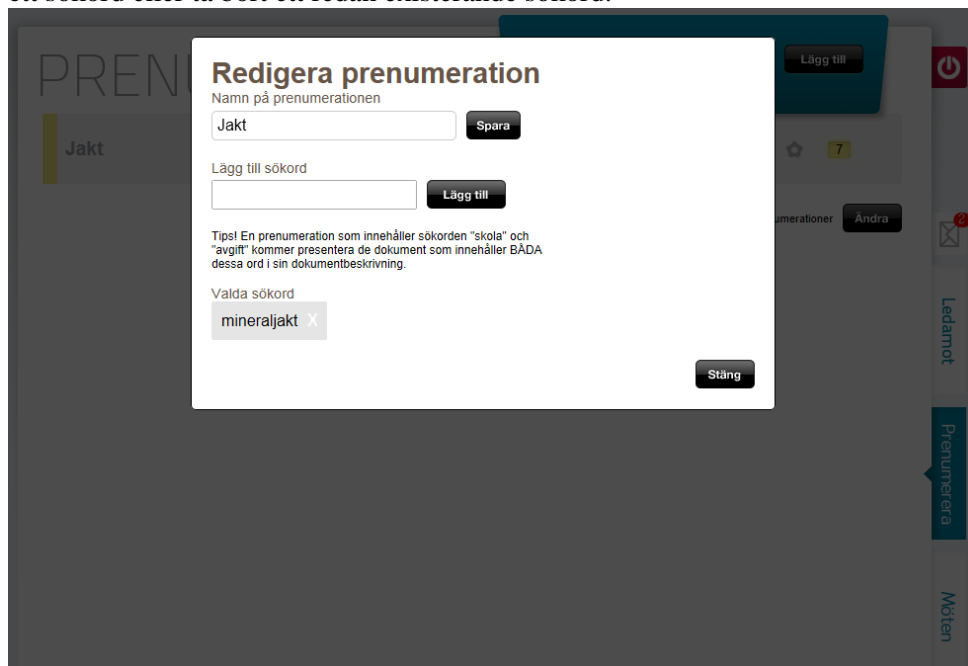 PREN
Lägg till
Redigera prenumeration
Namn på prenumerationen
Jakt
Spara
Jakt
7
Lägg till sökord
Lägg till
umerationer
Ändra
2
Tips! En prenumeration som innehåller sökorden "skola" och
"avgift" kommer presentera de dokument som innehåller BÅDA
dessa ord i sin dokumentbeskrivning.
Valda sökord
mineraljakt X
Stäng
Ledamot
Prenumerera
Möten